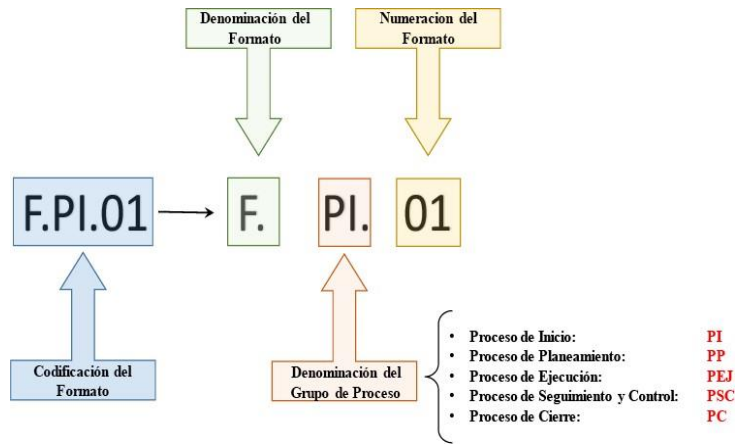 Denominación del
Formato
Numeracion del
Formato
F.PI.01
F.
PI.
01
Codificación del
Formato
Denominación del
Grupo de Proceso
• Proceso de Inicio: PI
• Proceso de Planeamiento: PP
• Proceso de Ejecución: PEJ
• Proceso de Seguimiento y Control: PSC
• Proceso de Cierre: PC